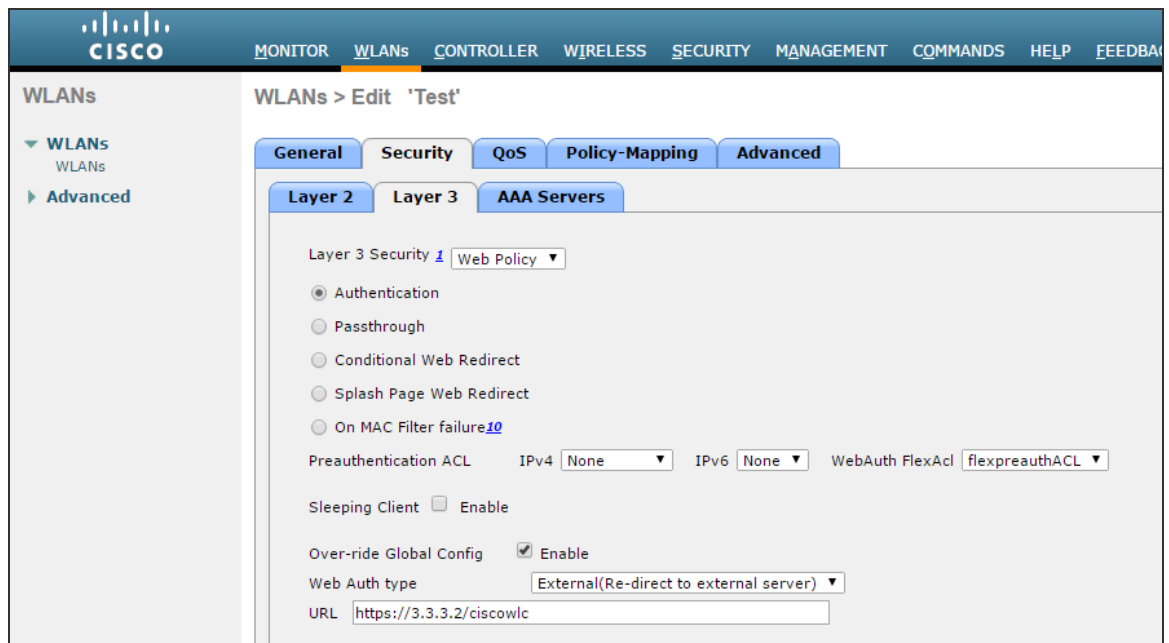 CISCO
MONITOR WLANs CONTROLLER WIRELESS SECURITY MANAGEMENT COMMANDS HELP FEEDBA
WLANs
WLANs > Edit 'Test'
WLANs
WLANs
Advanced
General Security QoS Policy-Mapping Advanced
Layer 2 Layer 3 AAA Servers
Layer 3 Security 1 Web Policy
Authentication
Passthrough
Conditional Web Redirect
Splash Page Web Redirect
On MAC Filter failure10
Preauthentication ACL IPv4 None IPv6 None WebAuth FlexAcl flexpreauthACL
Sleeping Client Enable
Over-ride Global Config Enable
Web Auth type External(Re-direct to external server)
URL https://3.3.3.2/ciscowlc